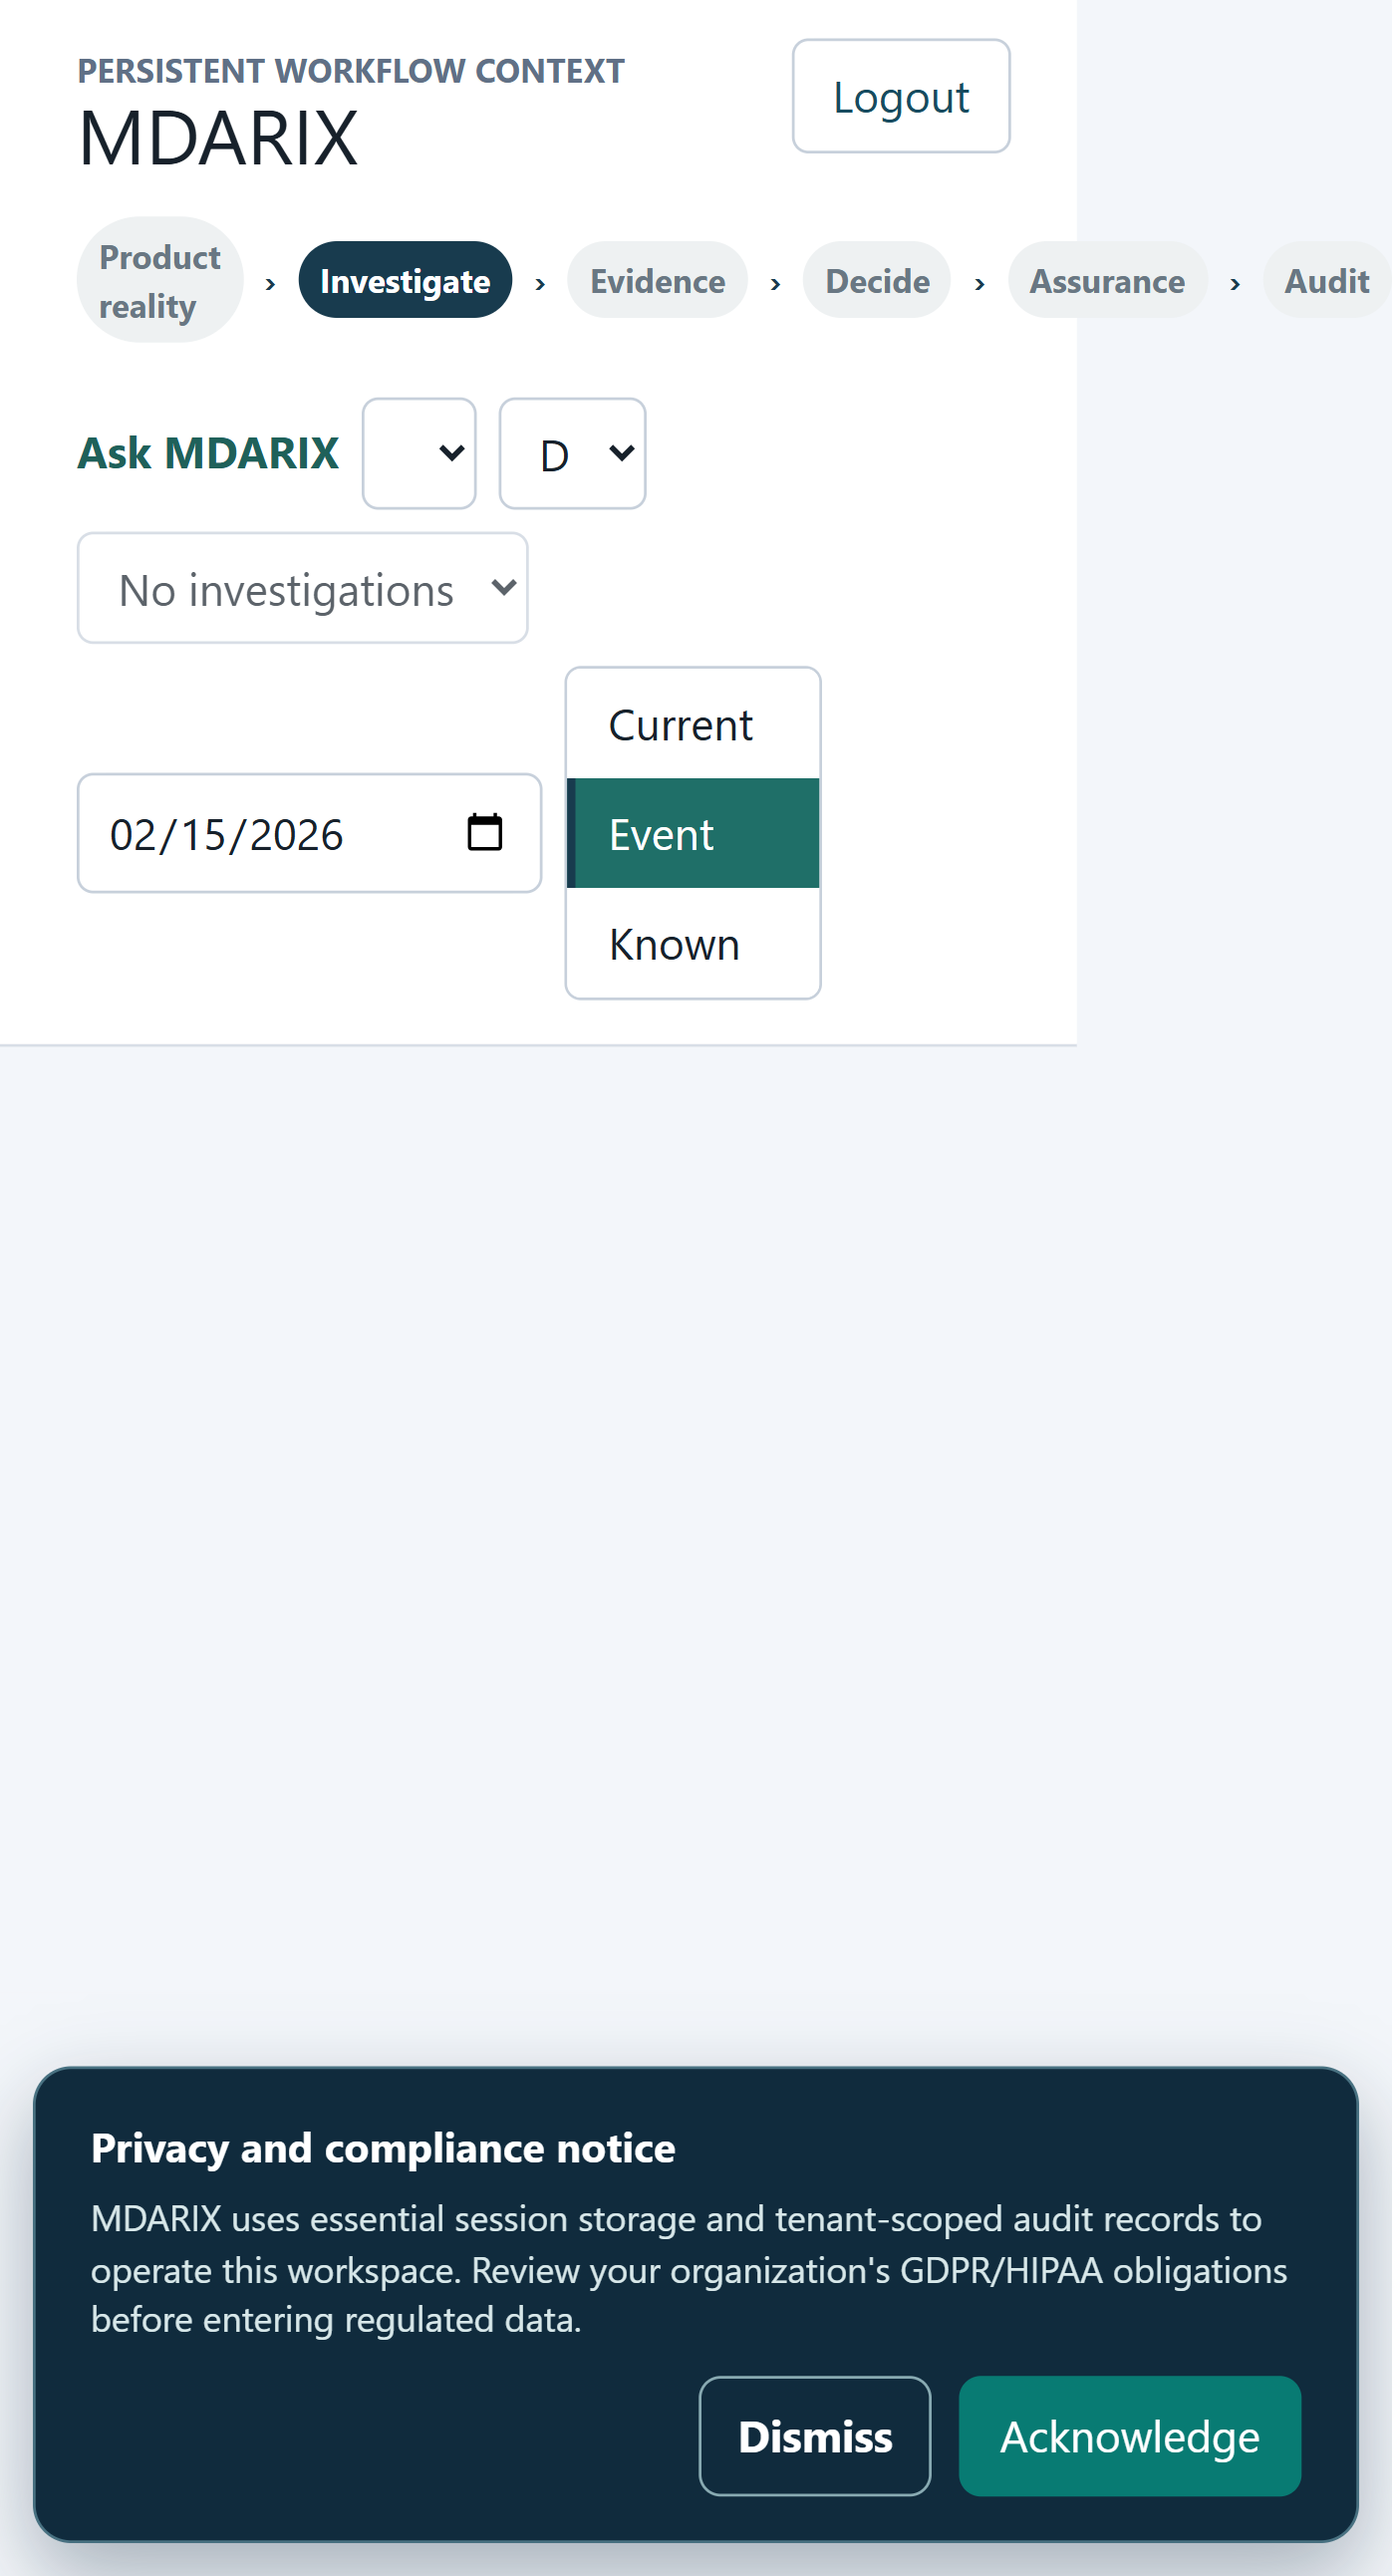 PERSISTENT WORKFLOW CONTEXT
MDARIX
Logout
Product
reality
› Investigate › Evidence › Decide › Assurance › Audit
Ask MDARIX
D
No investigations
02/15/2026
Current
Event
Known
Privacy and compliance notice
MDARIX uses essential session storage and tenant-scoped audit records to
operate this workspace. Review your organization's GDPR/HIPAA obligations
before entering regulated data.
Dismiss
Acknowledge